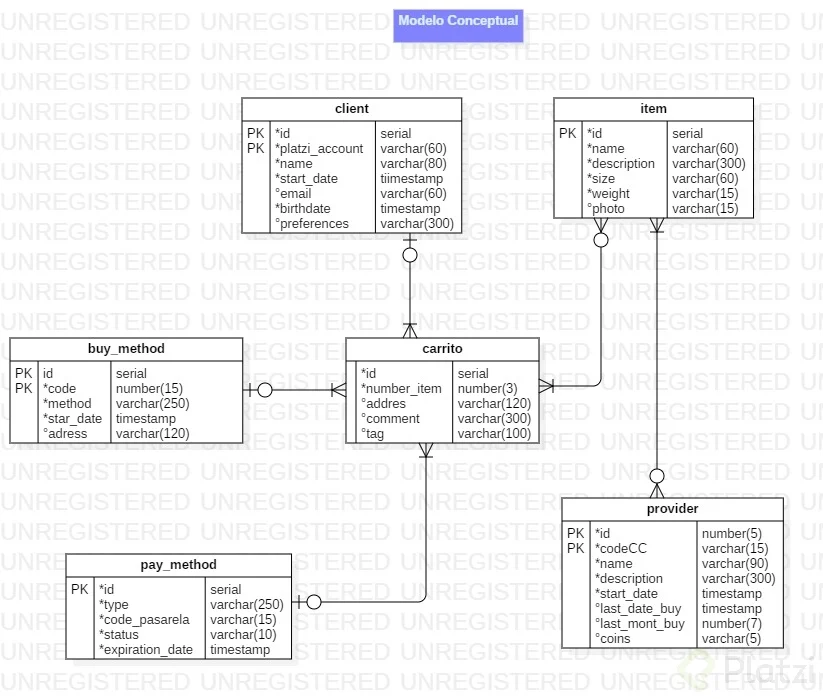 Modelo Conceptual
client
PK *id serial
PK *platzi_account varchar(60)
*name varchar(80)
*start_date tiimestamp
°email varchar(60)
*birthdate timestamp
°preferences varchar(300)
item
PK *id serial
*name varchar(60)
*description varchar(300)
*size varchar(60)
*weight varchar(15)
°photo varchar(15)
buy_method
PK id serial
PK *code number(15)
*method varchar(250)
*star_date timestamp
°adress varchar(120)
carrito
*id serial
*number_item number(3)
°addres varchar(120)
°comment varchar(300)
°tag varchar(100)
pay_method
PK *id serial
*type varchar(250)
*code_pasarela varchar(15)
*status varchar(10)
*expiration_date timestamp
provider
PK *id number(5)
PK *codeCC varchar(15)
*name varchar(90)
*description varchar(300)
*start_date timestamp
°last_date_buy timestamp
°last_mont_buy number(7)
°coins varchar(5)
UNREGISTERED
Platzi